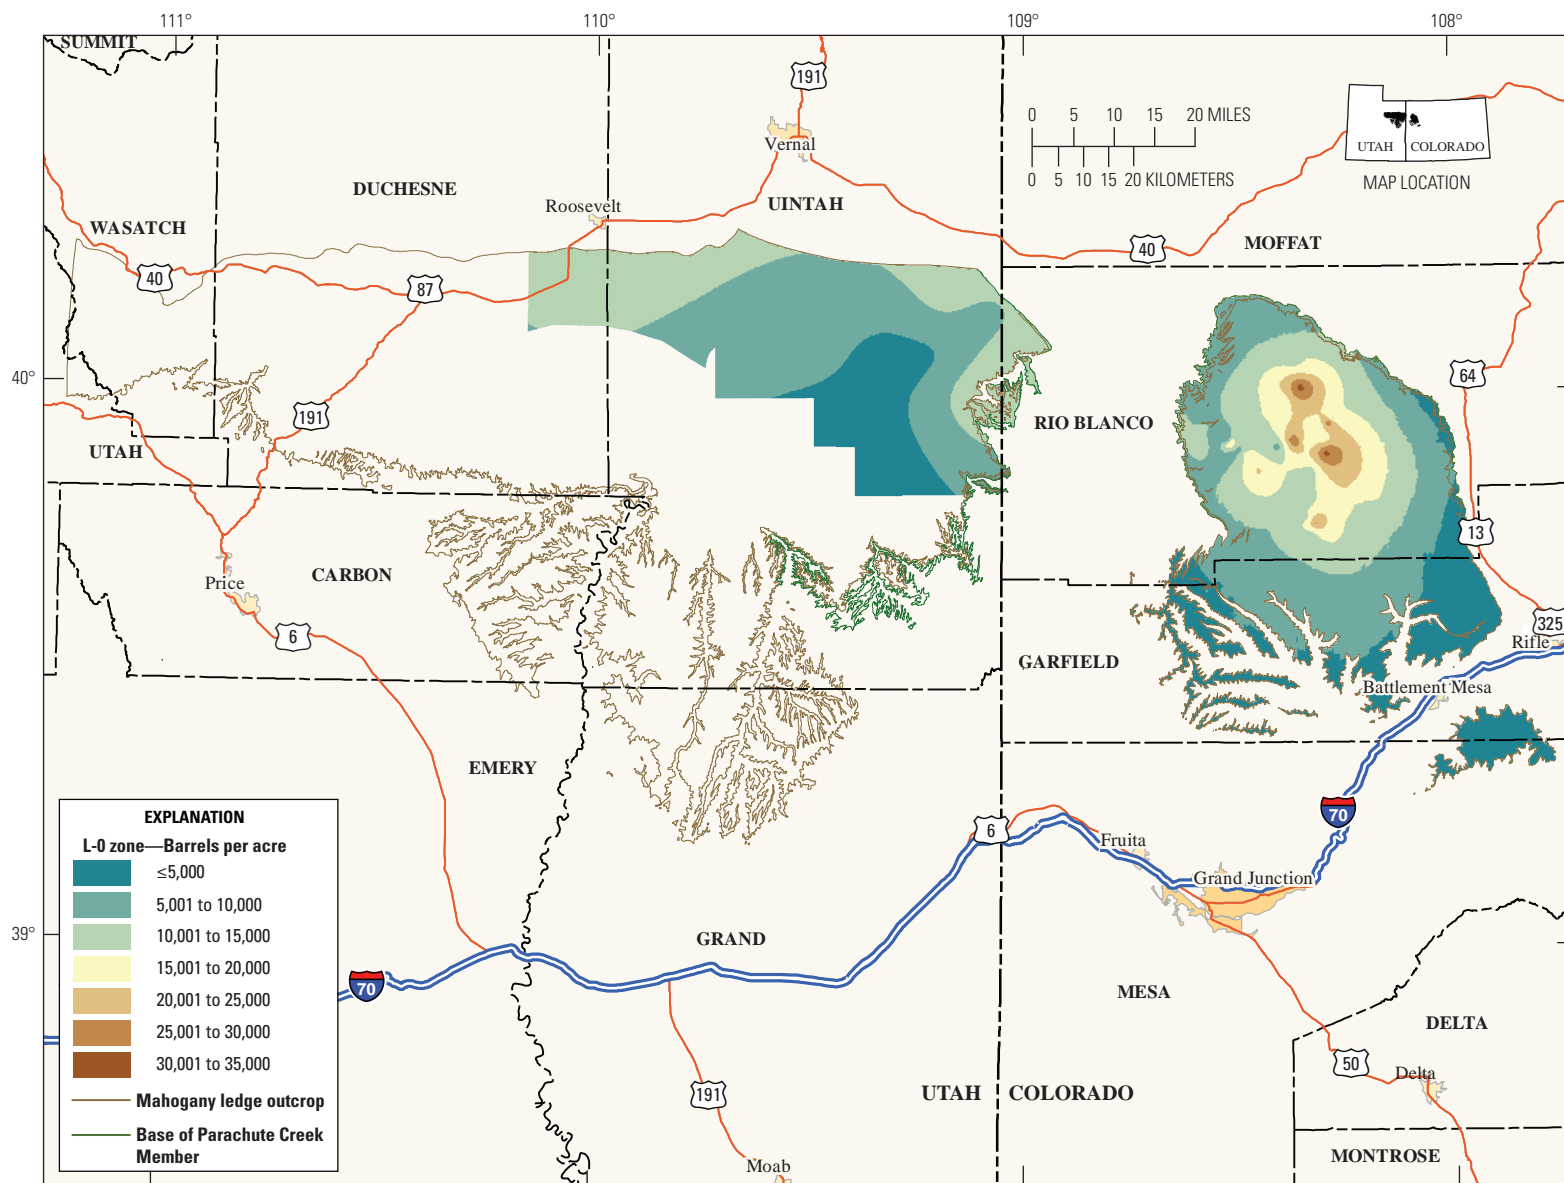 111°
110°
109°
108°
SUMMIT
191
Vernal
0 5 10 15 20 MILES
0 5 10 15 20 KILOMETERS
UTAH COLORADO
MAP LOCATION
DUCHESNE
Roosevelt
UINTAH
WASATCH
MOFFAT
40
40
87
40°
64
191
RIO BLANCO
UTAH
13
Price
CARBON
6
325
Rifle
GARFIELD
Battlement Mesa
EMERY
70
6
Fruita
Grand Junction
EXPLANATION
L-0 zone—Barrels per acre
≤5,000
5,001 to 10,000
10,001 to 15,000
15,001 to 20,000
20,001 to 25,000
25,001 to 30,000
30,001 to 35,000
Mahogany ledge outcrop
Base of Parachute Creek
Member
39°
GRAND
70
MESA
DELTA
50
Delta
191
UTAH
COLORADO
Moab
MONTROSE